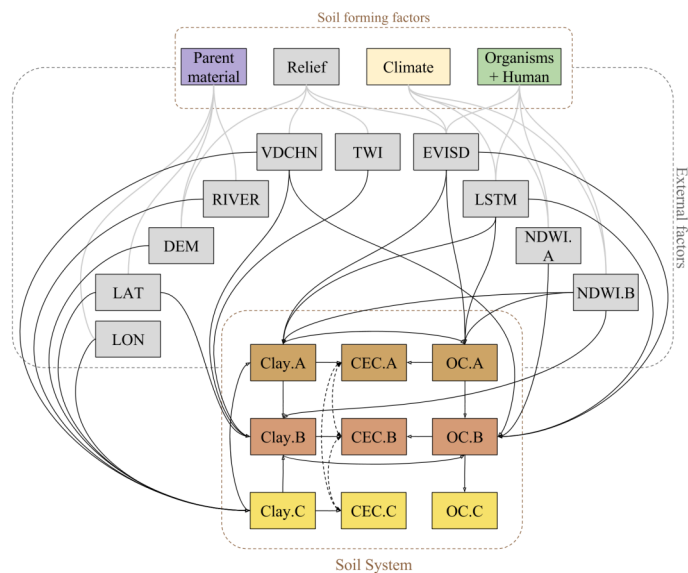 Soil forming factors
Parent
material
Relief
Climate
Organisms
+ Human
VDCHN
TWI
EVISD
RIVER
LSTM
DEM
NDWI.
A
LAT
NDWI.B
LON
External factors
Clay.A
CEC.A
OC.A
Clay.B
CEC.B
OC.B
Clay.C
CEC.C
OC.C
Soil System